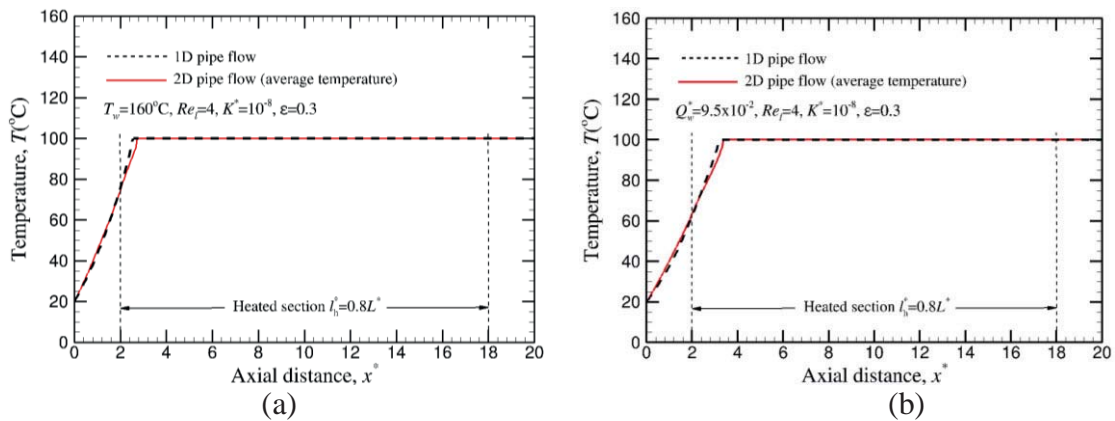 160
140
120
100
80
60
40
20
0
Temperature, T(°C)
1D pipe flow
2D pipe flow (average temperature)
T_w=160°C, Re_l=4, K*=10⁻⁸, ε=0.3
Heated section l_h*=0.8L*
0 2 4 6 8 10 12 14 16 18 20
Axial distance, x*
(a)
160
140
120
100
80
60
40
20
0
Temperature, T(°C)
1D pipe flow
2D pipe flow (average temperature)
Q_w*=9.5x10⁻², Re_l=4, K*=10⁻⁸, ε=0.3
Heated section l_h*=0.8L*
0 2 4 6 8 10 12 14 16 18 20
Axial distance, x*
(b)